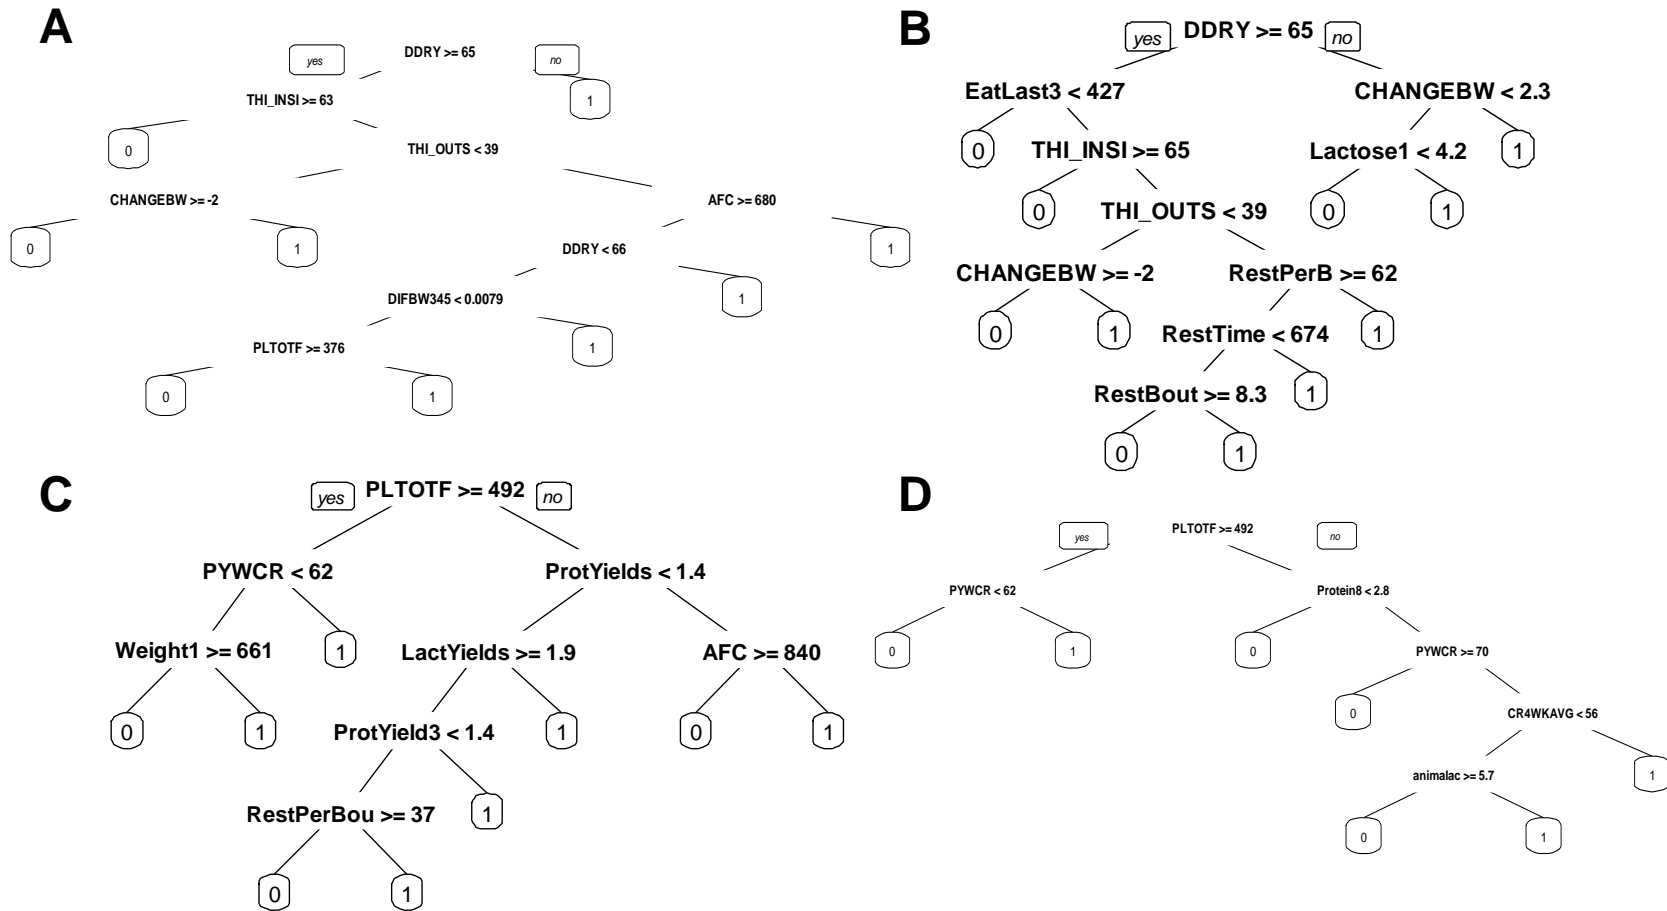 A
yes
DDRY >= 65
no
THI_INSI >= 63
1
0
THI_OUTS < 39
CHANGEBW >= -2
AFC >= 680
0
1
DDRY < 66
1
DIFBW345 < 0.0079
1
PLTOTF >= 376
1
0
1
B
yes
DDRY >= 65
no
EatLast3 < 427
CHANGEBW < 2.3
0
THI_INSI >= 65
Lactose1 < 4.2
1
0
THI_OUTS < 39
0
1
CHANGEBW >= -2
RestPerB >= 62
0
1
RestTime < 674
1
RestBout >= 8.3
1
0
1
C
yes
PLTOTF >= 492
no
PYWCR < 62
ProtYields < 1.4
Weight1 >= 661
1
LactYields >= 1.9
AFC >= 840
0
1
ProtYield3 < 1.4
1
0
1
RestPerBou >= 37
1
0
1
D
yes
PLTOTF >= 492
no
PYWCR < 62
Protein8 < 2.8
0
1
0
PYWCR >= 70
0
CR4WKAVG < 56
animalac >= 5.7
1
0
1